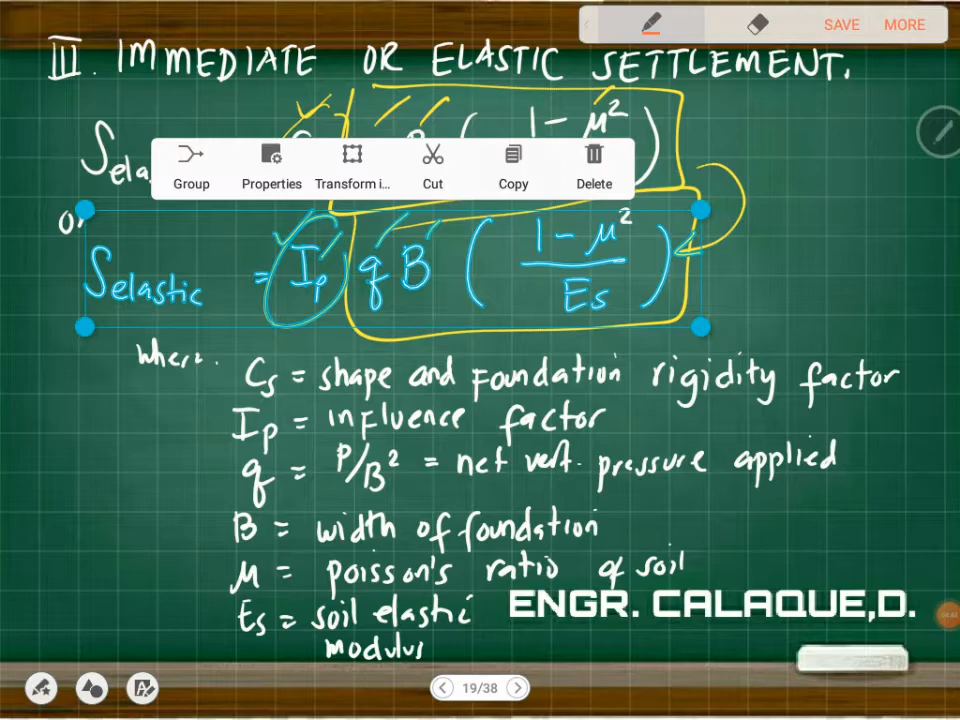 SAVE MORE
III. IMMEDIATE OR ELASTIC SETTLEMENT.
1 - μ²
Group Properties Transform i... Cut Copy Delete
or
Selastic = Ip q B ( 1 - μ² / Es )
where.
Cs = shape and foundation rigidity factor
Ip = influence factor
q = P/B² = net vert. pressure applied
B = width of foundation
μ = poisson's ratio of soil
Es = soil elastic
modulus
ENGR. CALAQUE,D.
19/38